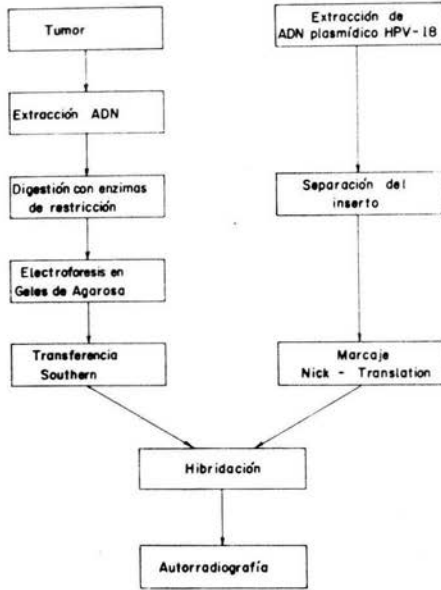 Tumor
Extracción ADN
Digestión con enzimas
de restricción
Electroforesis en
Geles de Agarosa
Transferencia
Southern
Extracción de
ADN plasmídico HPV-18
Separación del
inserto
Marcaje
Nick - Translation
Hibridación
Autorradiografía